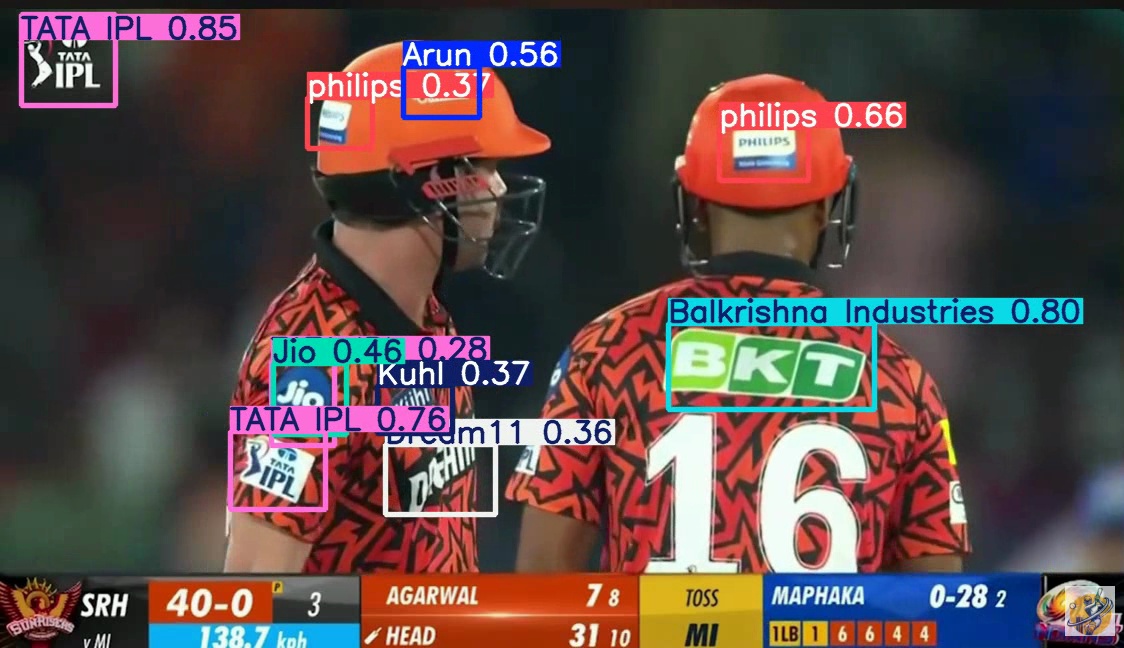 TATA IPL 0.85
TATA
IPL
Arun 0.56
philips 0.37
philips 0.66
PHILIPS
Balkrishna Industries 0.80
BKT
Jio 0.46
0.28
Kuhl 0.37
Jio
TATA IPL 0.76
Dream11 0.36
TATA
IPL
16
SRH 40-0 P 3
v MI 138.7 kph
AGARWAL 7 8
HEAD 31 10
TOSS
MI
MAPHAKA 0-28 2
1LB 1 6 6 4 4
SUNRISERS